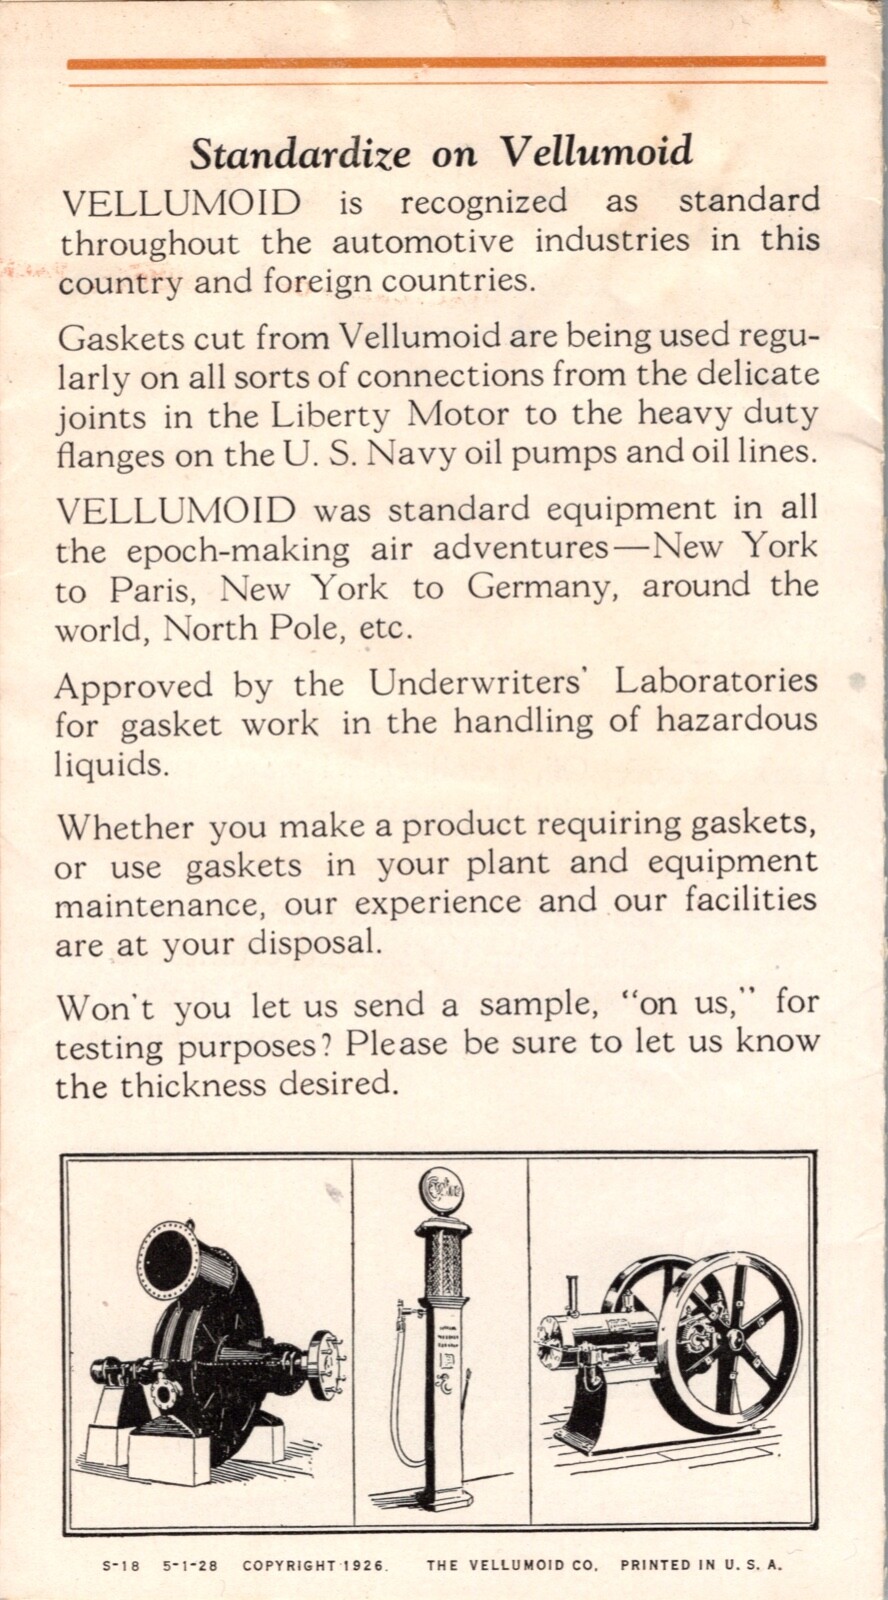 Standardize on Vellumoid
VELLUMOID is recognized as standard
throughout the automotive industries in this
country and foreign countries.
Gaskets cut from Vellumoid are being used regu-
larly on all sorts of connections from the delicate
joints in the Liberty Motor to the heavy duty
flanges on the U. S. Navy oil pumps and oil lines.
VELLUMOID was standard equipment in all
the epoch-making air adventures—New York
to Paris, New York to Germany, around the
world, North Pole, etc.
Approved by the Underwriters' Laboratories
for gasket work in the handling of hazardous
liquids.
Whether you make a product requiring gaskets,
or use gaskets in your plant and equipment
maintenance, our experience and our facilities
are at your disposal.
Won't you let us send a sample, "on us," for
testing purposes? Please be sure to let us know
the thickness desired.
S-18 5-1-28 COPYRIGHT 1926. THE VELLUMOID CO. PRINTED IN U. S. A.